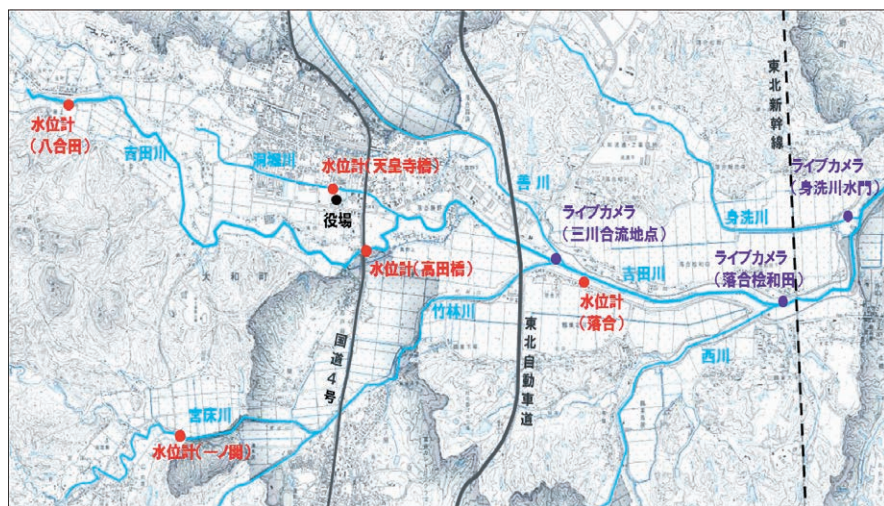 水位計
(八合田)
吉田川
洞堀川
水位計(天皇寺橋)
役場
水位計(高田橋)
大和町
善川
ライブカメラ
(三川合流地点)
吉田川
水位計
(落合)
竹林川
国道4号
東北自動車道
宮床川
水位計(一ノ関)
西川
東北新幹線
身洗川
ライブカメラ
(身洗川水門)
ライブカメラ
(落合桧和田)